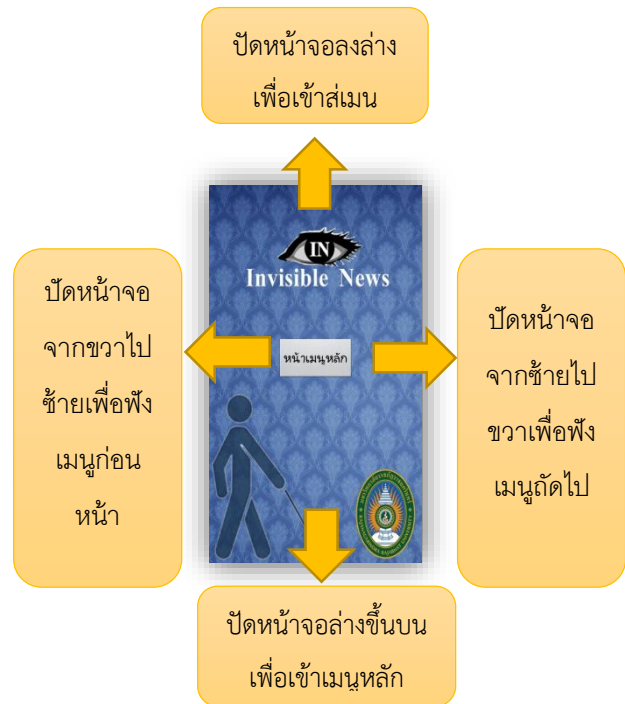 ปัดหน้าจอลงล่าง
เพื่อเข้าสู่เมน
IN
Invisible News
หน้าเมนูหลัก
ปัดหน้าจอ
จากขวาไป
ซ้ายเพื่อฟัง
เมนูก่อน
หน้า
ปัดหน้าจอ
จากซ้ายไป
ขวาเพื่อฟัง
เมนูถัดไป
ปัดหน้าจอล่างขึ้นบน
เพื่อเข้าเมนูหลัก